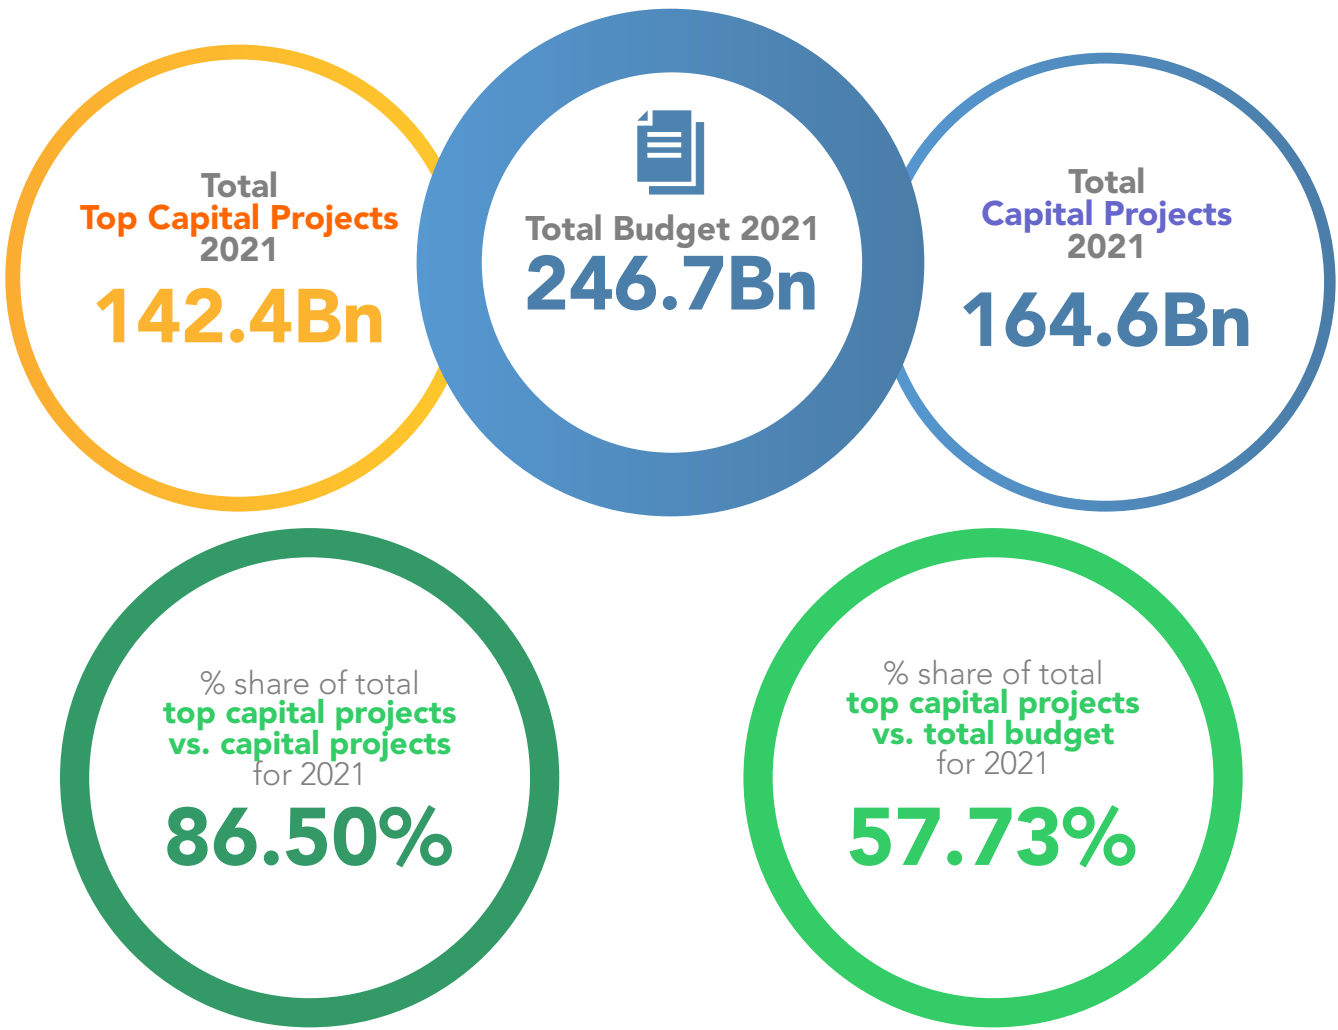 Total
Top Capital Projects
2021
142.4Bn
Total Budget 2021
246.7Bn
Total
Capital Projects
2021
164.6Bn
% share of total
top capital projects
vs. capital projects
for 2021
86.50%
% share of total
top capital projects
vs. total budget
for 2021
57.73%